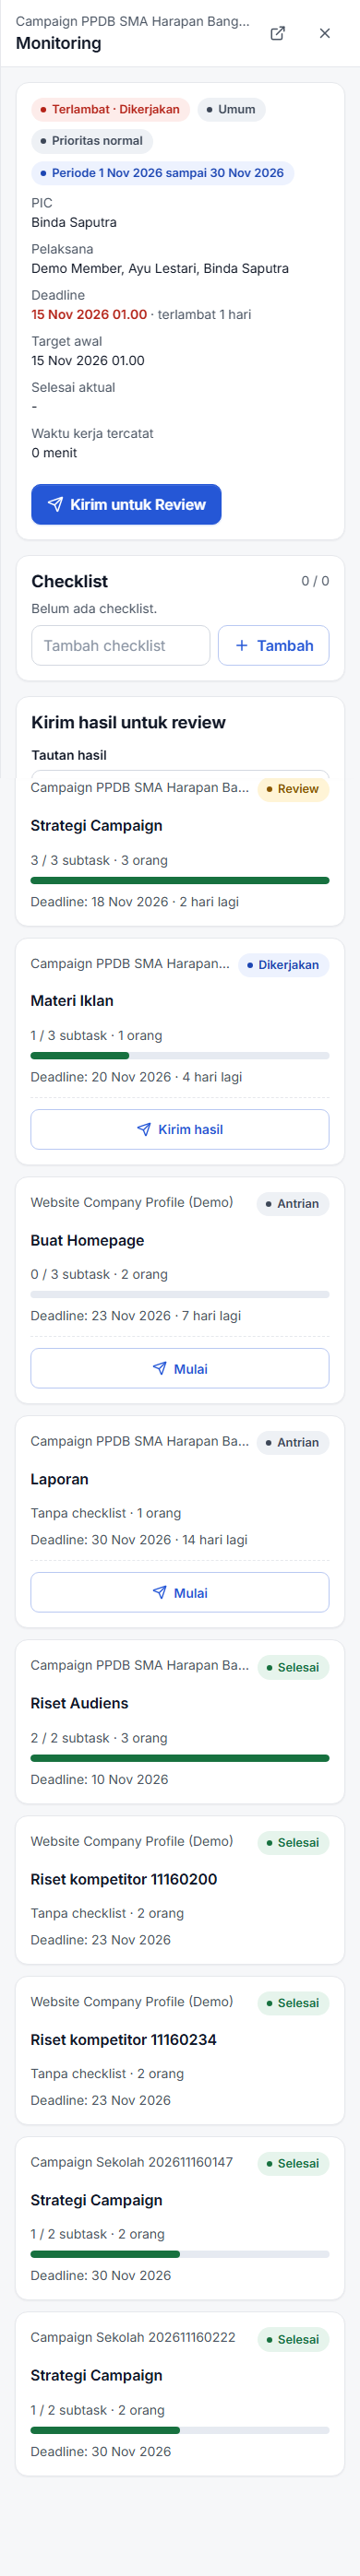 Campaign PPDB SMA Harapan Bang...
Monitoring
Terlambat · Dikerjakan
Umum
Prioritas normal
Periode 1 Nov 2026 sampai 30 Nov 2026
PIC
Binda Saputra
Pelaksana
Demo Member, Ayu Lestari, Binda Saputra
Deadline
15 Nov 2026 01.00 · terlambat 1 hari
Target awal
15 Nov 2026 01.00
Selesai aktual
-
Waktu kerja tercatat
0 menit
Kirim untuk Review
Checklist 0 / 0
Belum ada checklist.
Tambah checklist
Tambah
Kirim hasil untuk review
Tautan hasil
Campaign PPDB SMA Harapan Ba... Review
Strategi Campaign
3 / 3 subtask · 3 orang
Deadline: 18 Nov 2026 · 2 hari lagi
Campaign PPDB SMA Harapan... Dikerjakan
Materi Iklan
1 / 3 subtask · 1 orang
Deadline: 20 Nov 2026 · 4 hari lagi
Kirim hasil
Website Company Profile (Demo) Antrian
Buat Homepage
0 / 3 subtask · 2 orang
Deadline: 23 Nov 2026 · 7 hari lagi
Mulai
Campaign PPDB SMA Harapan Ba... Antrian
Laporan
Tanpa checklist · 1 orang
Deadline: 30 Nov 2026 · 14 hari lagi
Mulai
Campaign PPDB SMA Harapan Ba... Selesai
Riset Audiens
2 / 2 subtask · 3 orang
Deadline: 10 Nov 2026
Website Company Profile (Demo) Selesai
Riset kompetitor 11160200
Tanpa checklist · 2 orang
Deadline: 23 Nov 2026
Website Company Profile (Demo) Selesai
Riset kompetitor 11160234
Tanpa checklist · 2 orang
Deadline: 23 Nov 2026
Campaign Sekolah 202611160147 Selesai
Strategi Campaign
1 / 2 subtask · 2 orang
Deadline: 30 Nov 2026
Campaign Sekolah 202611160222 Selesai
Strategi Campaign
1 / 2 subtask · 2 orang
Deadline: 30 Nov 2026